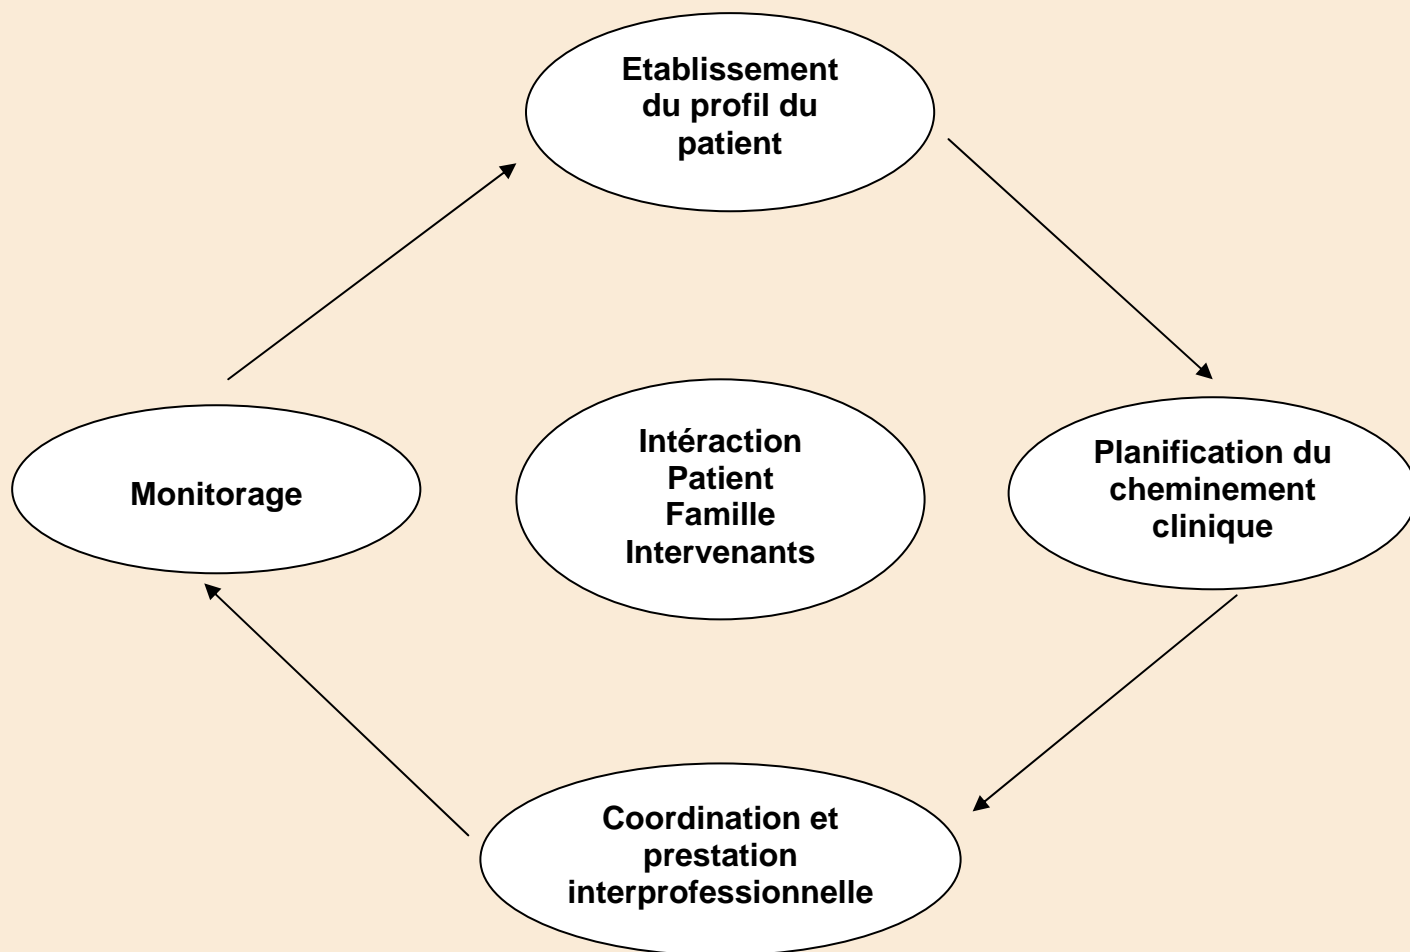 Etablissement
du profil du
patient
Intéraction
Patient
Famille
Intervenants
Planification du
cheminement
clinique
Monitorage
Coordination et
prestation
interprofessionnelle